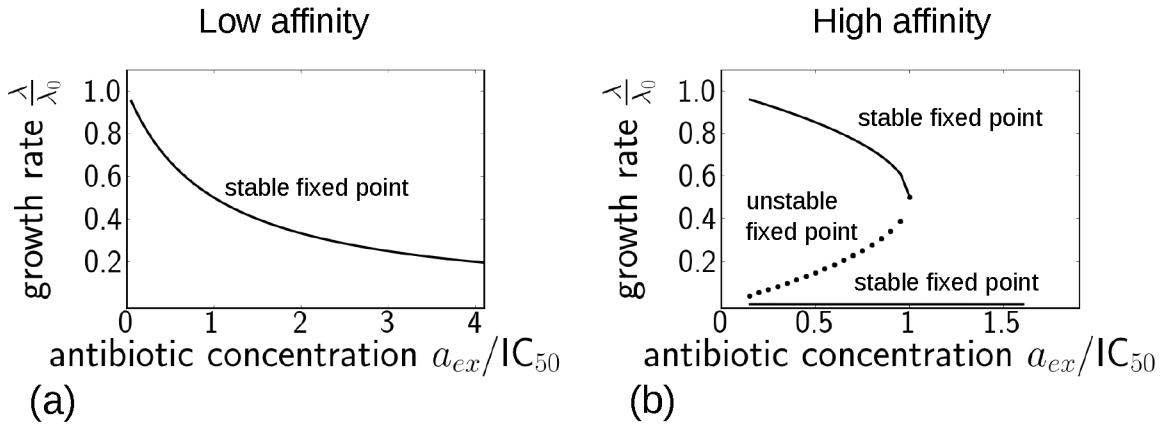 Low affinity
High affinity
growth rate λ/λ₀
1.0
0.8
0.6
0.4
0.2
stable fixed point
0 1 2 3 4
antibiotic concentration a_ex/IC₅₀
(a)
growth rate λ/λ₀
1.0
0.8
0.6
0.4
0.2
stable fixed point
unstable
fixed point
stable fixed point
0 0.5 1 1.5
antibiotic concentration a_ex/IC₅₀
(b)